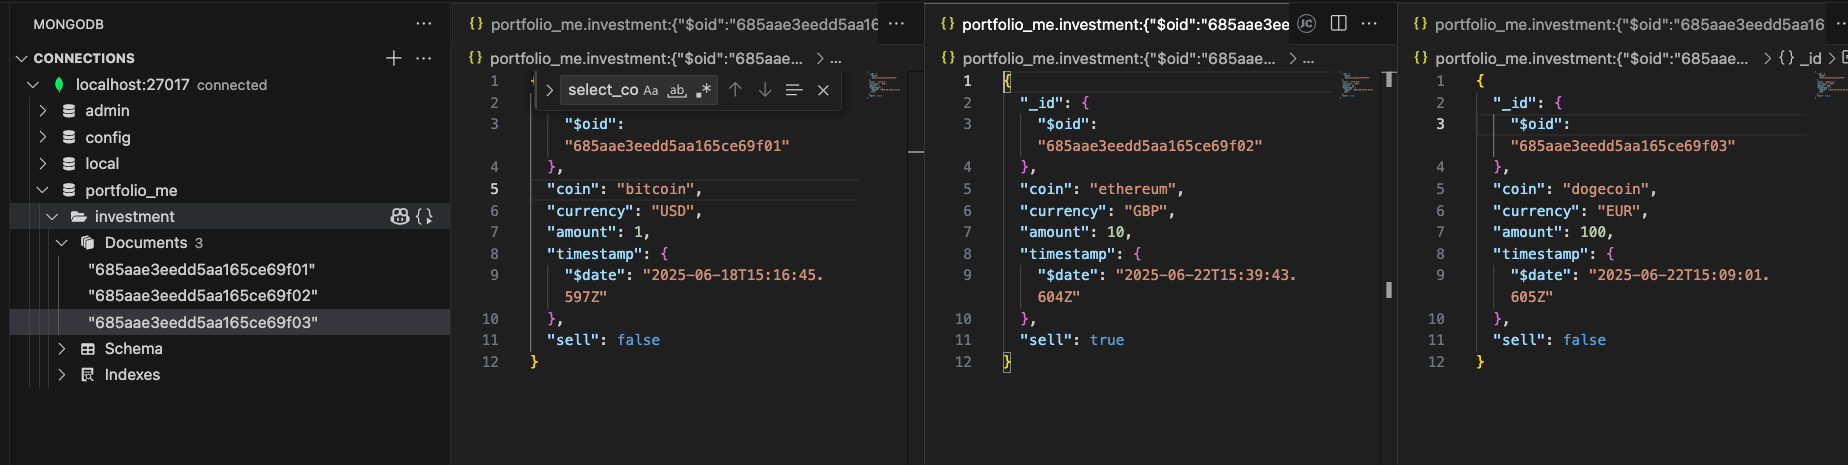 MONGODB
CONNECTIONS
localhost:27017 connected
admin
config
local
portfolio_me
investment
Documents 3
"685aae3eedd5aa165ce69f01"
"685aae3eedd5aa165ce69f02"
"685aae3eedd5aa165ce69f03"
Schema
Indexes
portfolio_me.investment:{"$oid":"685aae3eedd5aa16
portfolio_me.investment:{"$oid":"685aae... > ...
select_co Aa ab .*
1
2
3 "$oid":
"685aae3eedd5aa165ce69f01"
4 },
5 "coin": "bitcoin",
6 "currency": "USD",
7 "amount": 1,
8 "timestamp": {
9 "$date": "2025-06-18T15:16:45.
597Z"
10 },
11 "sell": false
12 }
portfolio_me.investment:{"$oid":"685aae3ee JC
portfolio_me.investment:{"$oid":"685aae... > ...
1 {
2 "_id": {
3 "$oid":
"685aae3eedd5aa165ce69f02"
4 },
5 "coin": "ethereum",
6 "currency": "GBP",
7 "amount": 10,
8 "timestamp": {
9 "$date": "2025-06-22T15:39:43.
604Z"
10 },
11 "sell": true
12 }
portfolio_me.investment:{"$oid":"685aae3eedd5aa16
portfolio_me.investment:{"$oid":"685aae... > {} _id >
1 {
2 "_id": {
3 "$oid":
"685aae3eedd5aa165ce69f03"
4 },
5 "coin": "dogecoin",
6 "currency": "EUR",
7 "amount": 100,
8 "timestamp": {
9 "$date": "2025-06-22T15:09:01.
605Z"
10 },
11 "sell": false
12 }